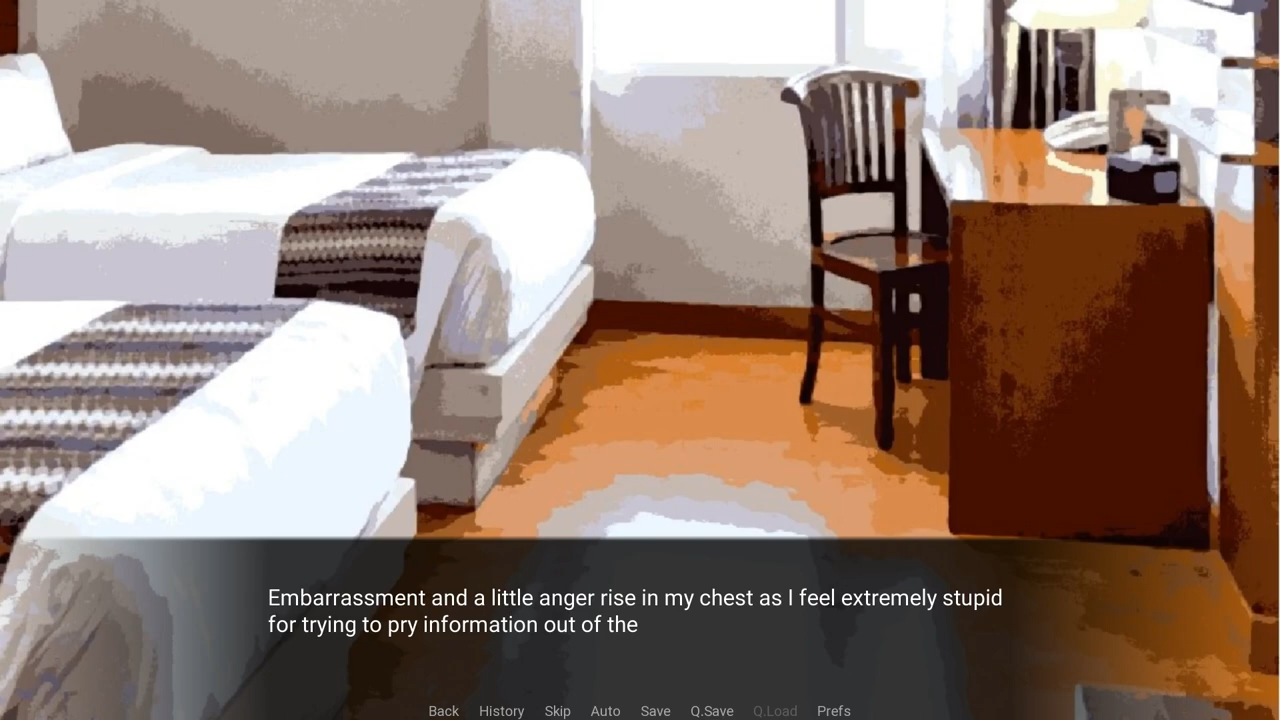 Embarrassment and a little anger rise in my chest as I feel extremely stupid
for trying to pry information out of the
Back History Skip Auto Save Q.Save Q.Load Prefs